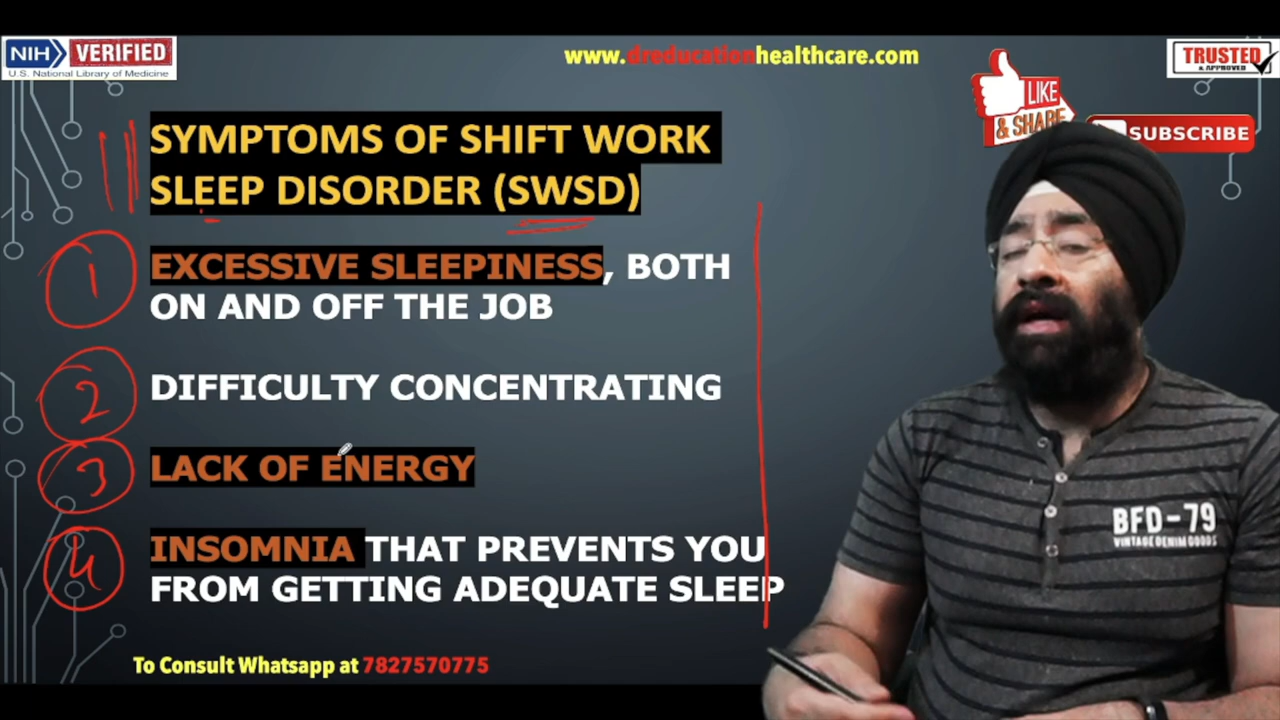 NIH VERIFIED
U.S. National Library of Medicine
www.dreducationhealthcare.com
TRUSTED
& APPROVED
LIKE
& SHARE
SUBSCRIBE
SYMPTOMS OF SHIFT WORK
SLEEP DISORDER (SWSD)
1
EXCESSIVE SLEEPINESS, BOTH
ON AND OFF THE JOB
2
DIFFICULTY CONCENTRATING
3
LACK OF ENERGY
4
INSOMNIA THAT PREVENTS YOU
FROM GETTING ADEQUATE SLEEP
BFD-79
VINTAGE DENIM GOODS
To Consult Whatsapp at 7827570775